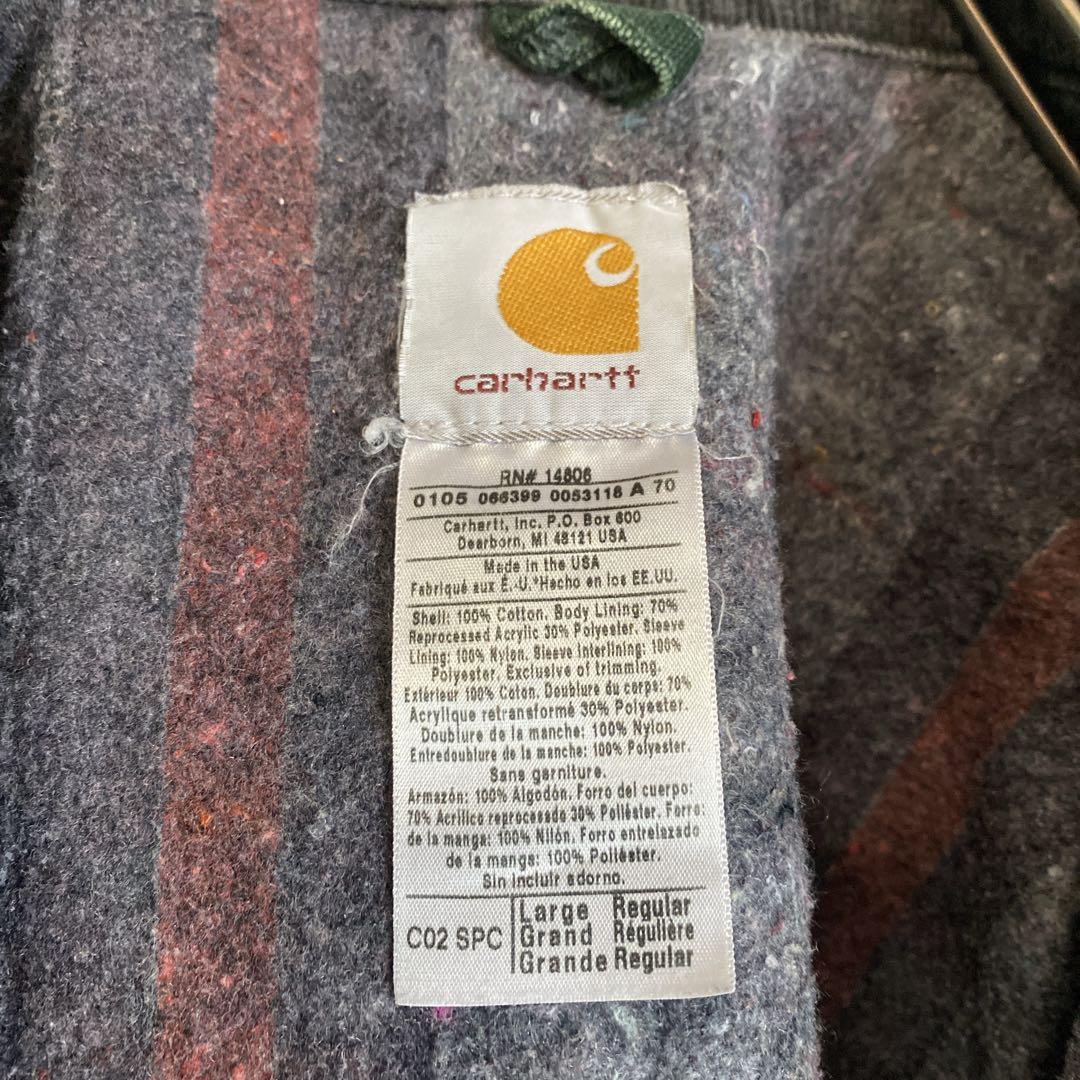 carhartt
RN# 14806
0105 066399 0053118 A 70
Carhartt, Inc. P.O. Box 600
Dearborn, MI 48121 USA
Made in the USA
Fabriqué aux É.-U.*Hecho en los EE.UU.
Shell: 100% Cotton. Body Lining: 70%
Reprocessed Acrylic 30% Polyester. Sleeve
Lining: 100% Nylon. Sleeve Interlining: 100%
Polyester. Exclusive of trimming.
Extérieur 100% Coton. Doublure du corps: 70%
Acrylique retransformé 30% Polyester.
Doublure de la manche: 100% Nylon.
Entredoublure de la manche: 100% Polyester.
Sans garniture.
Armazón: 100% Algodón. Forro del cuerpo:
70% Acrílico reprocesado 30% Poliéster. Forro
de la manga: 100% Nilón. Forro entrelazado
de la manga: 100% Poliéster.
Sin incluir adorno.
C02 SPC
Large Regular
Grand Régulière
Grande Regular